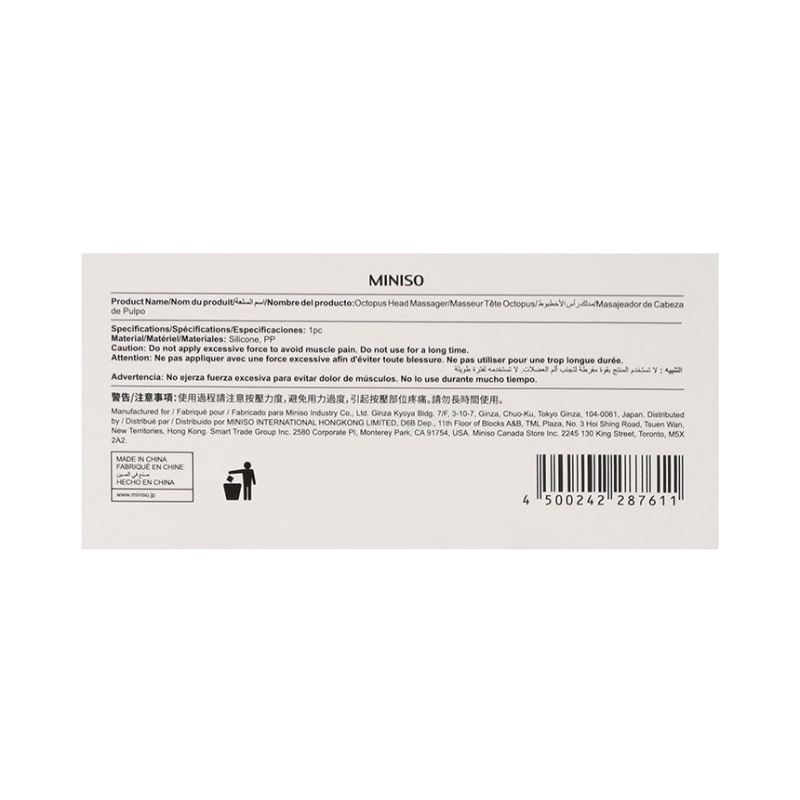 MINISO
Product Name/Nom du produit/اسم السلعة/Nombre del producto:Octopus Head Massager/Masseur Tête Octopus/مدلك رأس الأخطبوط/Masajeador de Cabeza
de Pulpo
Specifications/Spécifications/Especificaciones: 1pc
Material/Matériel/Materiales: Silicone, PP
Caution: Do not apply excessive force to avoid muscle pain. Do not use for a long time.
Attention: Ne pas appliquer avec une force excessive afin d'éviter toute blessure. Ne pas utiliser pour une trop longue durée.
التنبيه : لا تستخدم المنتج بقوة مفرطة لتجنب ألم العضلات. لا تستخدمه لفترة طويلة
Advertencia: No ejerza fuerza excesiva para evitar dolor de músculos. No lo use durante mucho tiempo.
警告/注意事項:使用過程請注意按壓力度,避免用力過度,引起按壓部位疼痛。請勿長時間使用。
Manufactured for / Fabriqué pour / Fabricado para Miniso Industry Co., Ltd. Ginza Kyoya Bldg. 7/F, 3-10-7, Ginza, Chuo-Ku, Tokyo Ginza, 104-0061, Japan. Distributed
by / Distribué par / Distribuido por MINISO INTERNATIONAL HONGKONG LIMITED, D6B Dep., 11th Floor of Blocks A&B, TML Plaza, No. 3 Hoi Shing Road, Tsuen Wan,
New Territories, Hong Kong. Smart Trade Group Inc. 2580 Corporate Pl, Monterey Park, CA 91754, USA. Miniso Canada Store Inc. 2245 130 King Street, Toronto, M5X
2A2.
MADE IN CHINA
FABRIQUÉ EN CHINE
صنع في الصين
HECHO EN CHINA
www.miniso.jp
4 500242 287611